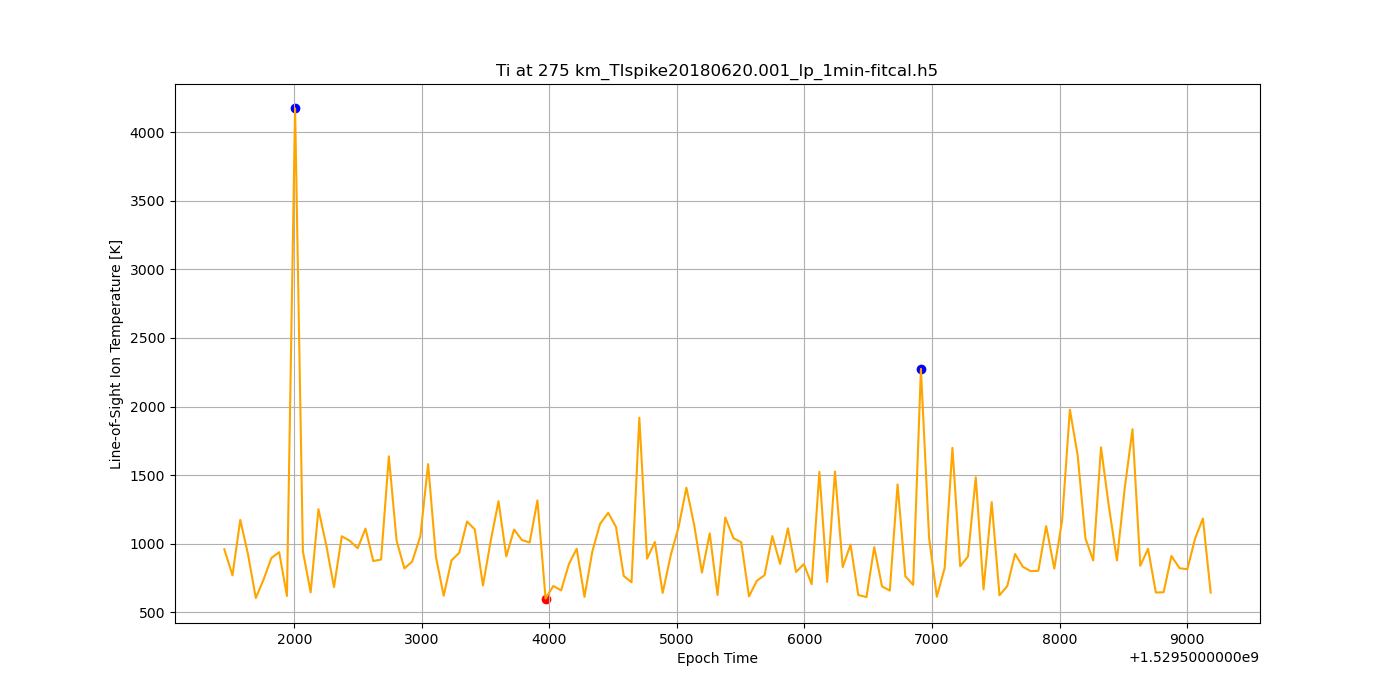 Ti at 275 km_TIspike20180620.001_lp_1min-fitcal.h5
Line-of-Sight Ion Temperature [K]
4000
3500
3000
2500
2000
1500
1000
500
2000 3000 4000 5000 6000 7000 8000 9000
Epoch Time
+1.5295000000e9